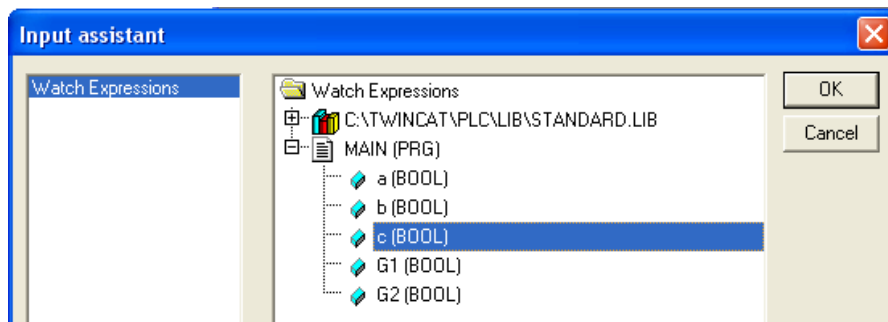 Input assistant
Watch Expressions
Watch Expressions
C:\TWINCAT\PLC\LIB\STANDARD.LIB
MAIN (PRG)
a (BOOL)
b (BOOL)
c (BOOL)
G1 (BOOL)
G2 (BOOL)
OK
Cancel